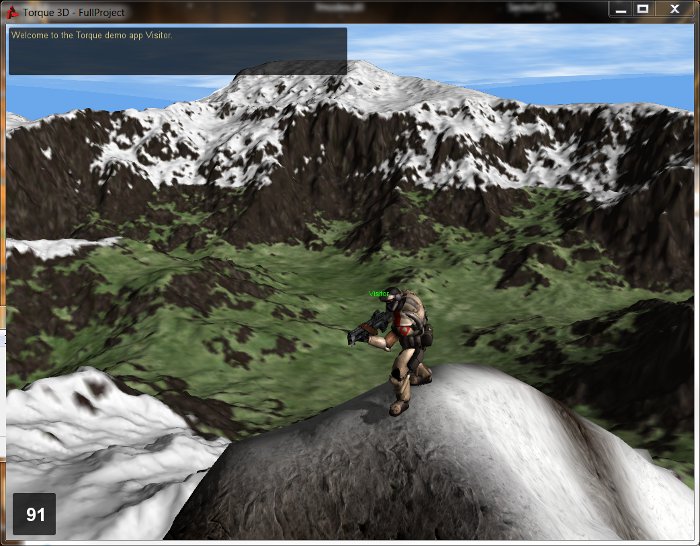 Torque 3D - FullProject
Welcome to the Torque demo app Visitor.
Visitor
91